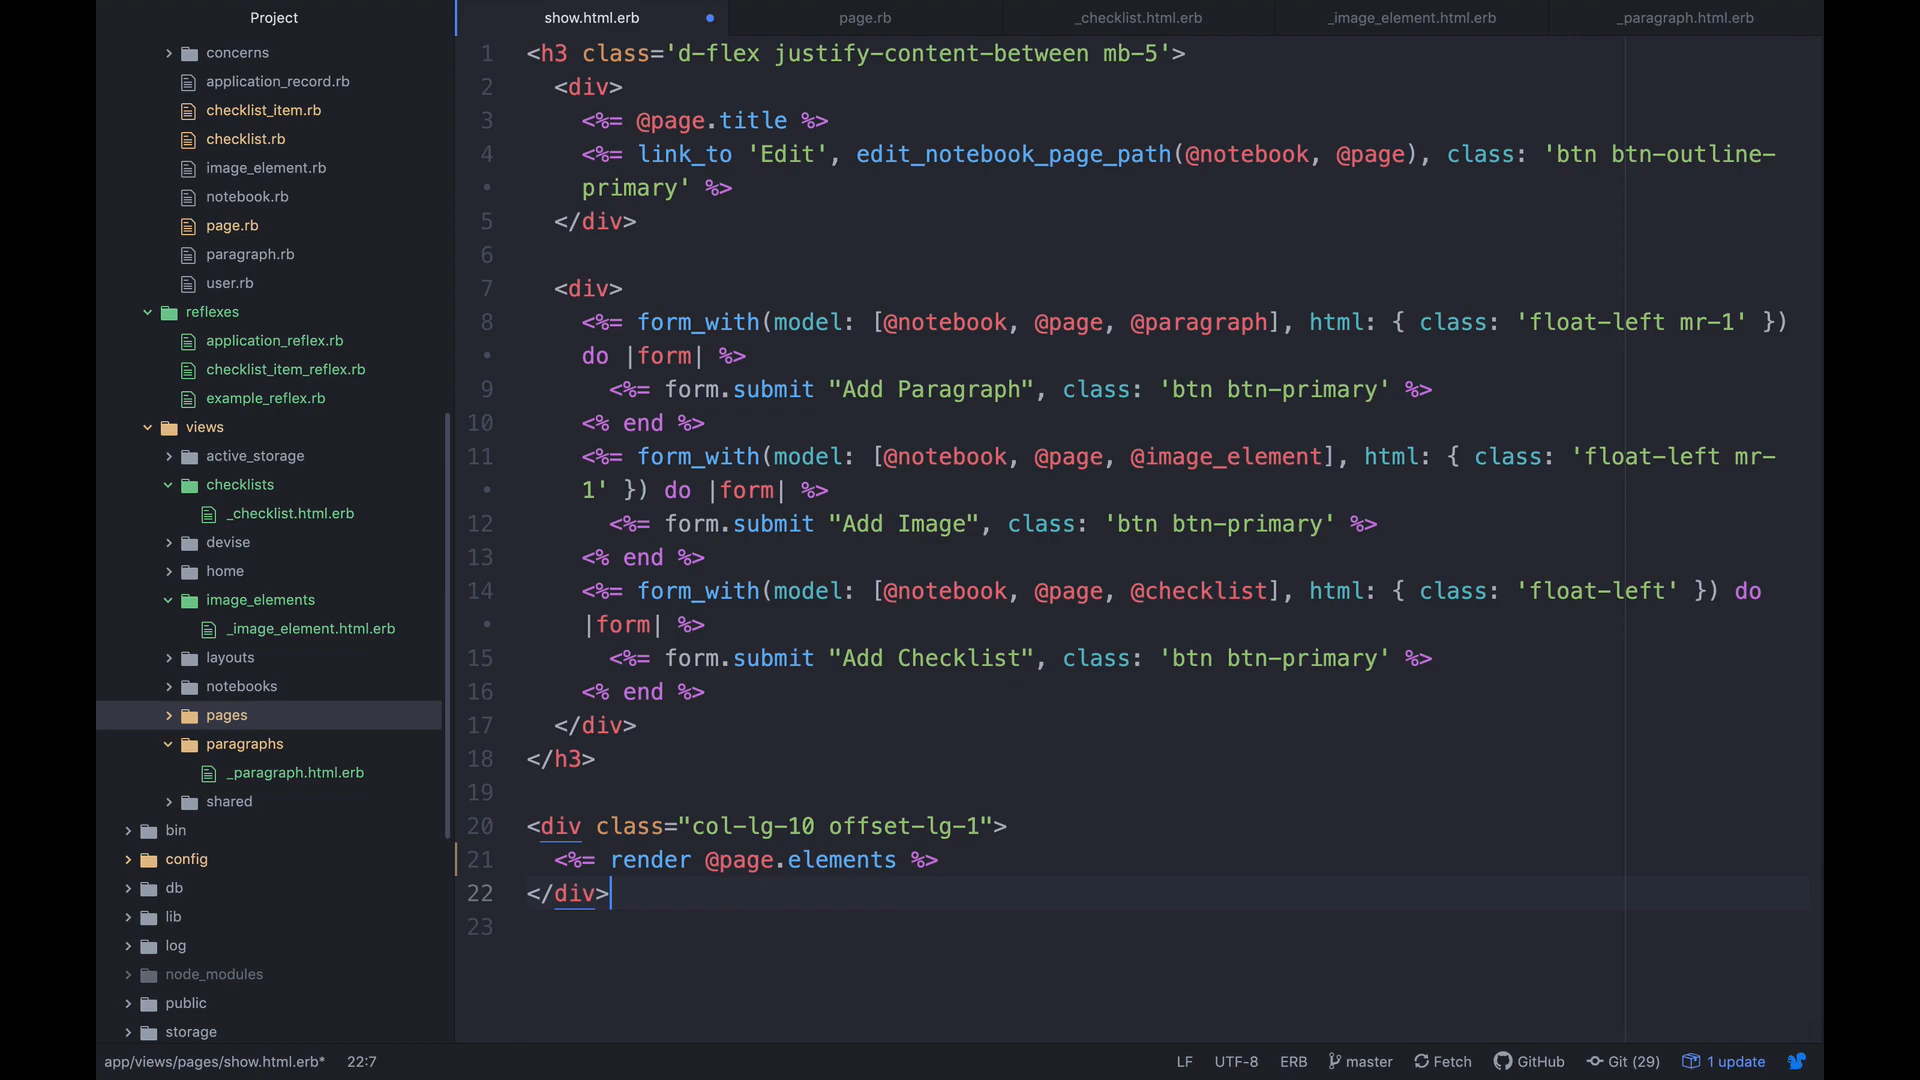 Project
concerns
application_record.rb
checklist_item.rb
checklist.rb
image_element.rb
notebook.rb
page.rb
paragraph.rb
user.rb
reflexes
application_reflex.rb
checklist_item_reflex.rb
example_reflex.rb
views
active_storage
checklists
_checklist.html.erb
devise
home
image_elements
_image_element.html.erb
layouts
notebooks
pages
paragraphs
_paragraph.html.erb
shared
bin
config
db
lib
log
node_modules
public
storage
show.html.erb page.rb _checklist.html.erb _image_element.html.erb _paragraph.html.erb
1 <h3 class='d-flex justify-content-between mb-5'>
2 <div>
3 <%= @page.title %>
4 <%= link_to 'Edit', edit_notebook_page_path(@notebook, @page), class: 'btn btn-outline-
• primary' %>
5 </div>
6
7 <div>
8 <%= form_with(model: [@notebook, @page, @paragraph], html: { class: 'float-left mr-1' })
• do |form| %>
9 <%= form.submit "Add Paragraph", class: 'btn btn-primary' %>
10 <% end %>
11 <%= form_with(model: [@notebook, @page, @image_element], html: { class: 'float-left mr-
• 1' }) do |form| %>
12 <%= form.submit "Add Image", class: 'btn btn-primary' %>
13 <% end %>
14 <%= form_with(model: [@notebook, @page, @checklist], html: { class: 'float-left' }) do
• |form| %>
15 <%= form.submit "Add Checklist", class: 'btn btn-primary' %>
16 <% end %>
17 </div>
18 </h3>
19
20 <div class="col-lg-10 offset-lg-1">
21 <%= render @page.elements %>
22 </div>
23
app/views/pages/show.html.erb* 22:7 LF UTF-8 ERB master Fetch GitHub Git (29) 1 update